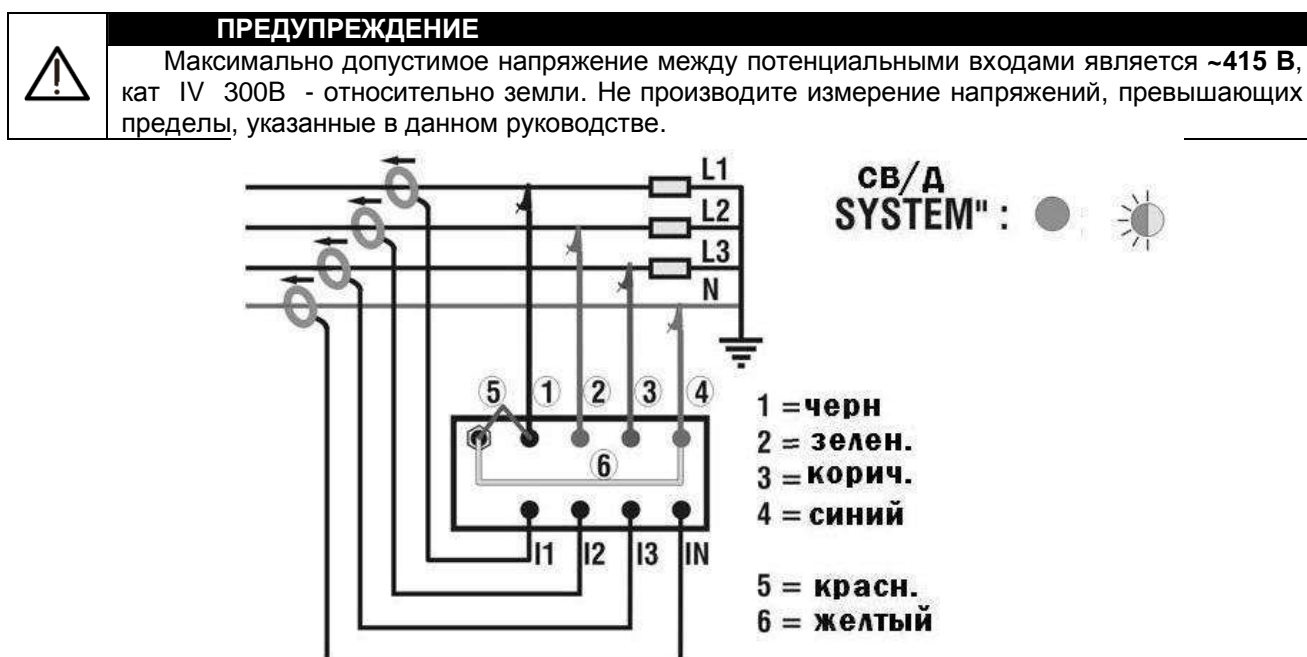 ПРЕДУПРЕЖДЕНИЕ
Максимально допустимое напряжение между потенциальными входами является ~415 В,
кат IV 300В - относительно земли. Не производите измерение напряжений, превышающих
пределы, указанные в данном руководстве.
L1
L2
L3
N
СВ/Д
SYSTEM" :
5 1 2 3 4
6
I1 I2 I3 IN
1 = черн
2 = зелен.
3 = корич.
4 = синий
5 = красн.
6 = желтый